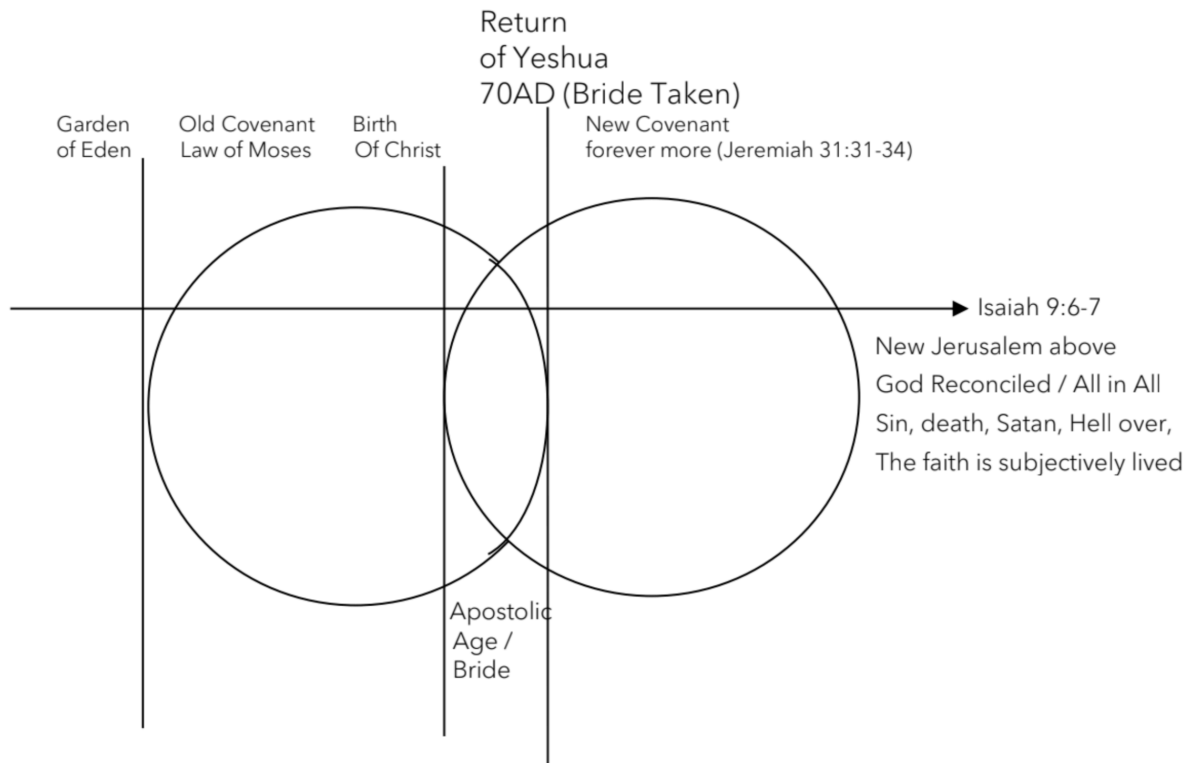 Return
of Yeshua
70AD (Bride Taken)
Garden
of Eden
Old Covenant
Law of Moses
Birth
Of Christ
New Covenant
forever more (Jeremiah 31:31-34)
Isaiah 9:6-7
New Jerusalem above
God Reconciled / All in All
Sin, death, Satan, Hell over,
The faith is subjectively lived
Apostolic
Age /
Bride